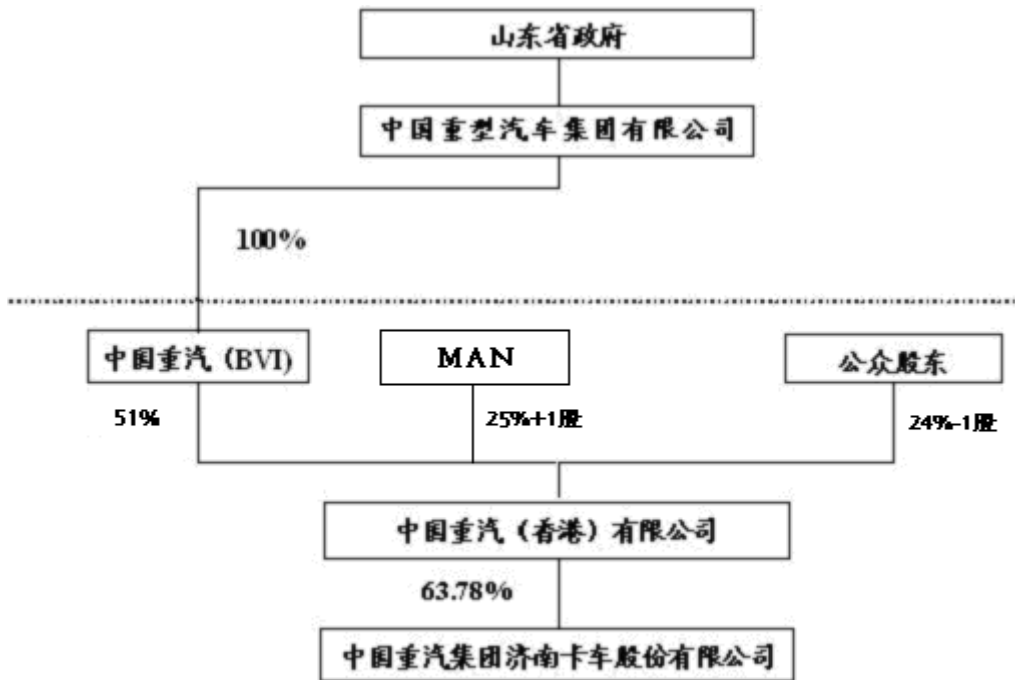 山东省政府
中国重型汽车集团有限公司
100%
中国重汽（BVI）
MAN
公众股东
51%
25%+1股
24%-1股
中国重汽（香港）有限公司
63.78%
中国重汽集团济南卡车股份有限公司